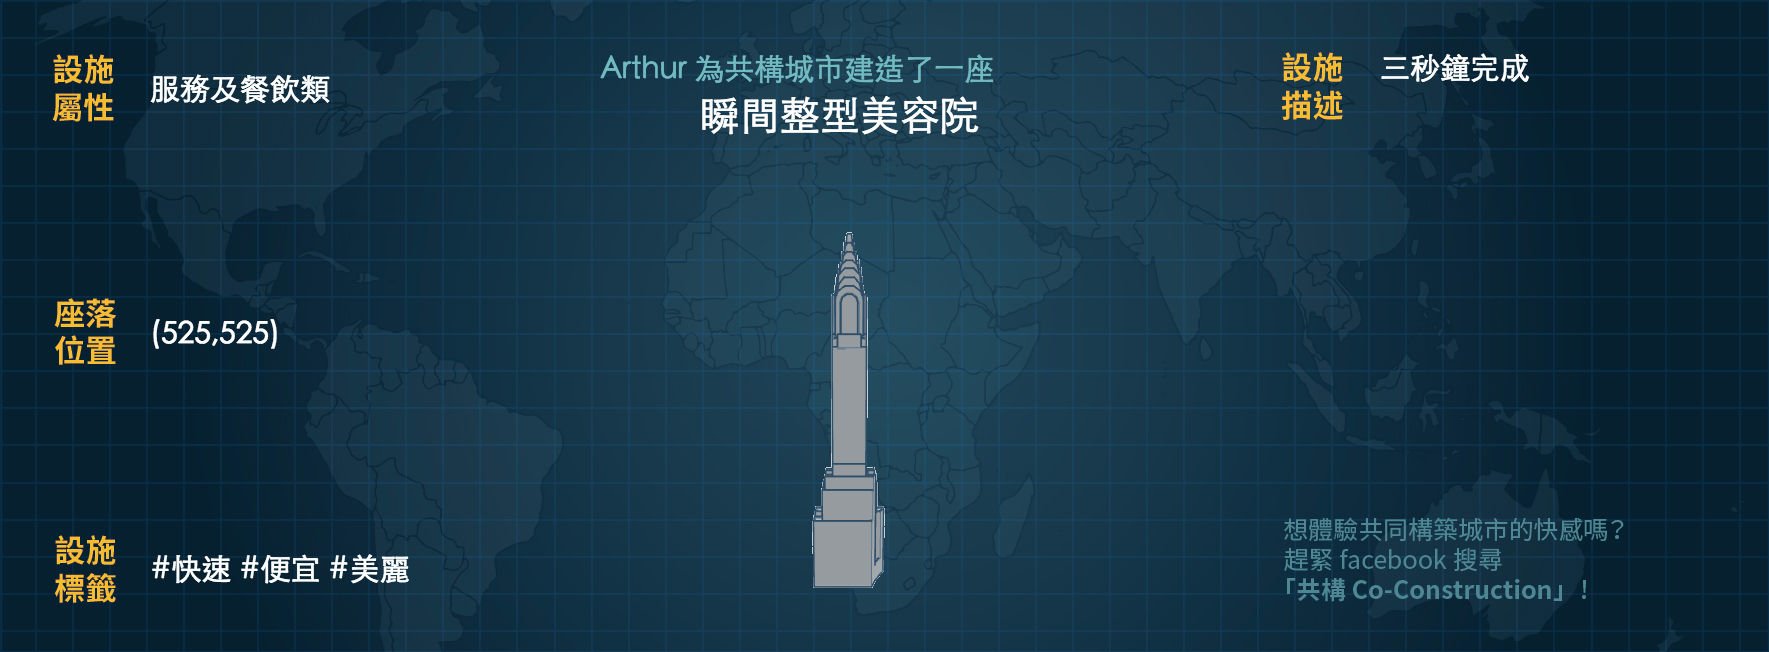 設施
屬性
服務及餐飲類
Arthur 為共構城市建造了一座
瞬間整型美容院
設施
描述
三秒鐘完成
座落
位置
(525,525)
設施
標籤
#快速 #便宜 #美麗
想體驗共同構築城市的快感嗎?
趕緊 facebook 搜尋
「共構 Co-Construction」!